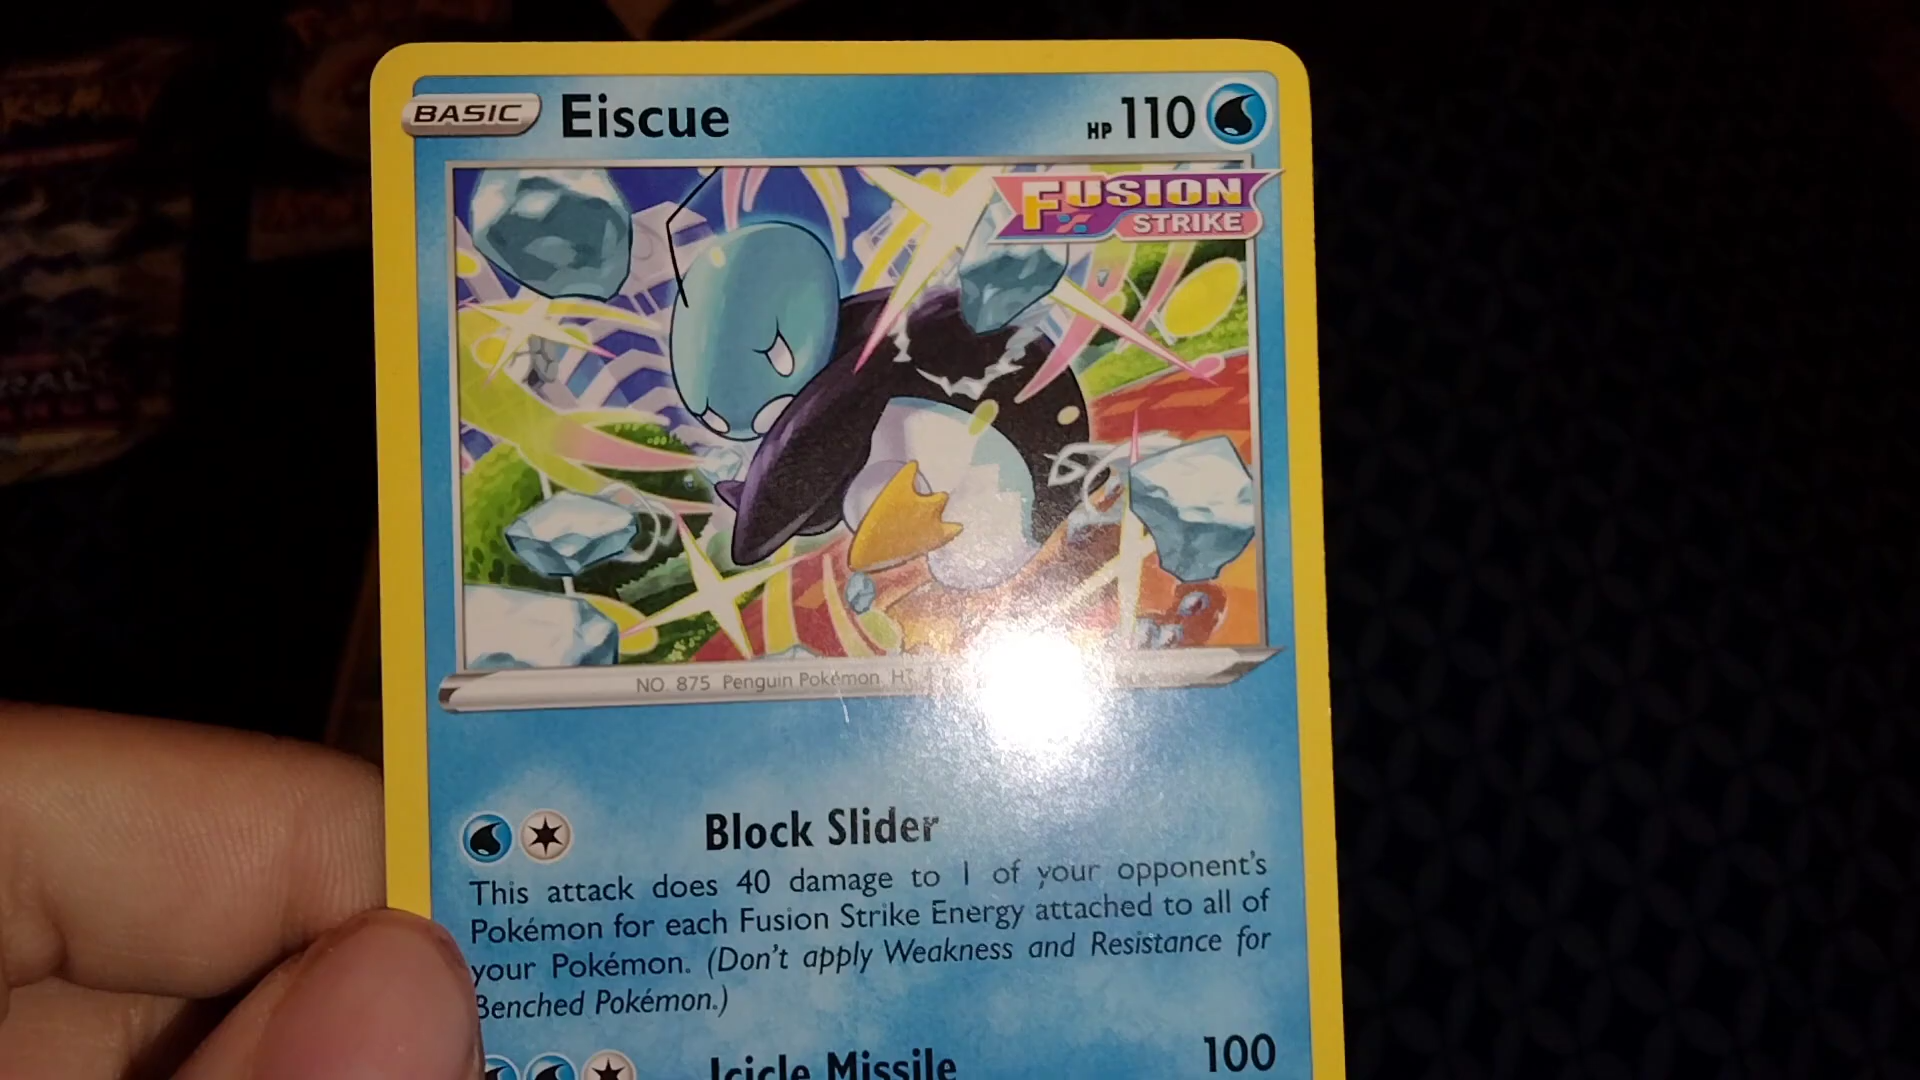 BASIC Eiscue HP 110
FUSION
STRIKE
NO. 875 Penguin Pokémon
Block Slider
This attack does 40 damage to 1 of your opponent's
Pokémon for each Fusion Strike Energy attached to all of
your Pokémon. (Don't apply Weakness and Resistance for
Benched Pokémon.)
Icicle Missile 100